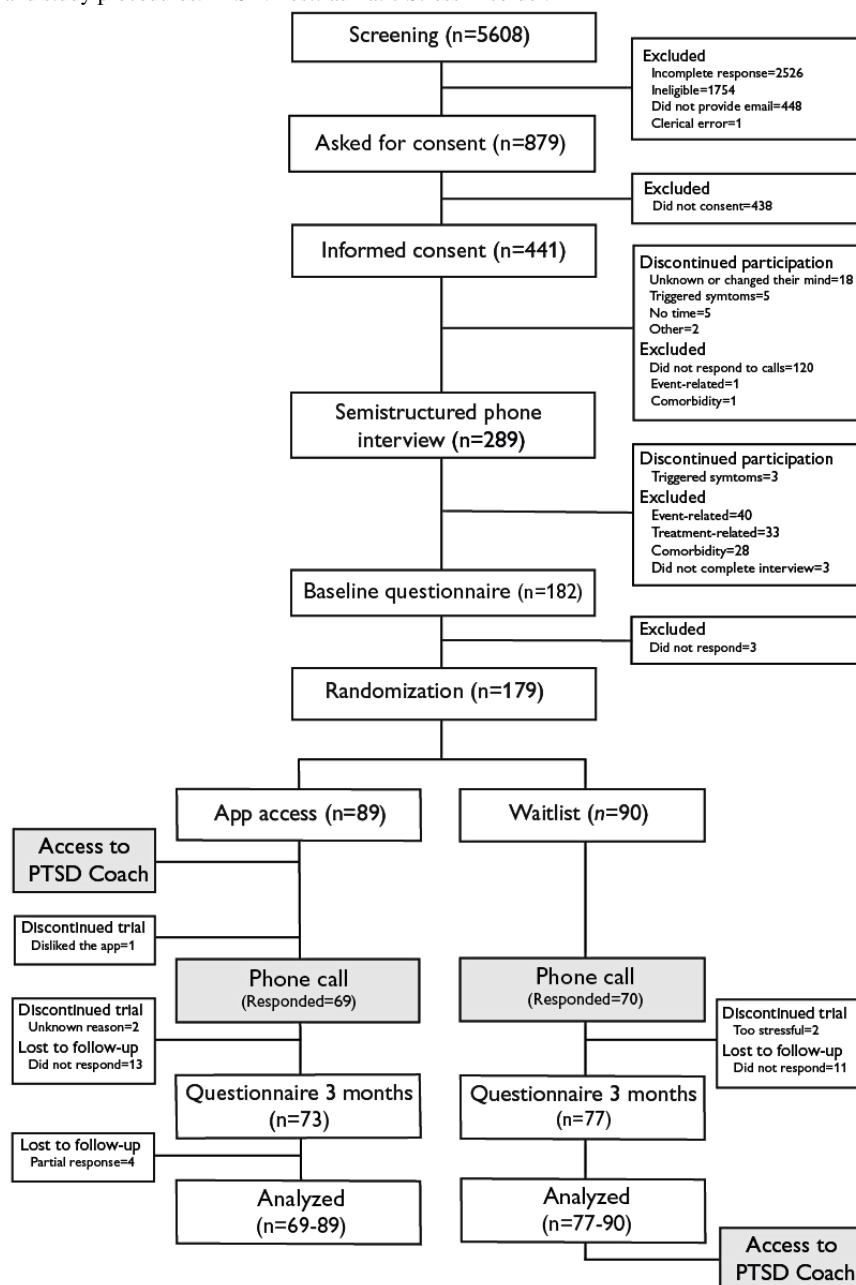 Screening (n=5608)
Excluded
Incomplete response=2526
Ineligible=1754
Did not provide email=448
Clerical error=1
Asked for consent (n=879)
Excluded
Did not consent=438
Informed consent (n=441)
Discontinued participation
Unknown or changed their mind=18
Triggered symtoms=5
No time=5
Other=2
Excluded
Did not respond to calls=120
Event-related=1
Comorbidity=1
Semistructured phone
interview (n=289)
Discontinued participation
Triggered symtoms=3
Excluded
Event-related=40
Treatment-related=33
Comorbidity=28
Did not complete interview=3
Baseline questionnaire (n=182)
Excluded
Did not respond=3
Randomization (n=179)
App access (n=89)
Waitlist (n=90)
Access to
PTSD Coach
Discontinued trial
Disliked the app=1
Phone call
(Responded=69)
Phone call
(Responded=70)
Discontinued trial
Unknown reason=2
Lost to follow-up
Did not respond=13
Discontinued trial
Too stressful=2
Lost to follow-up
Did not respond=11
Questionnaire 3 months
(n=73)
Questionnaire 3 months
(n=77)
Lost to follow-up
Partial response=4
Analyzed
(n=69-89)
Analyzed
(n=77-90)
Access to
PTSD Coach